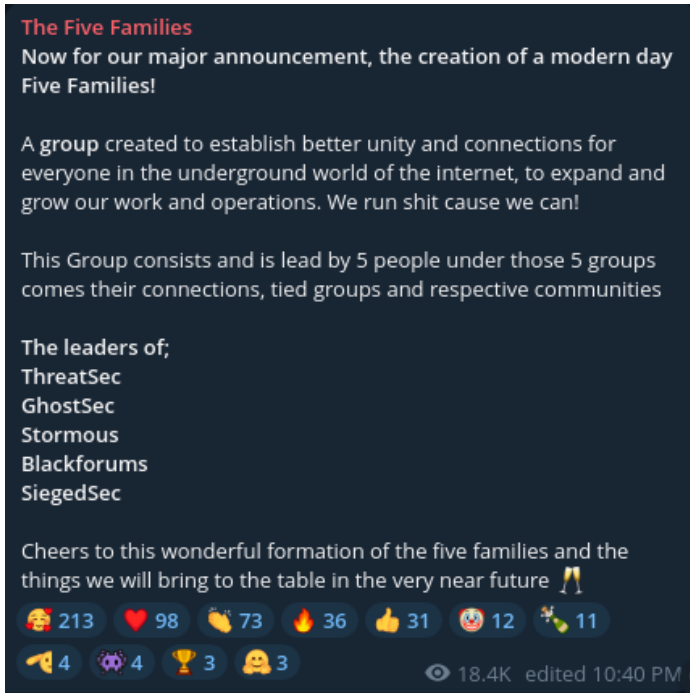 The Five Families
Now for our major announcement, the creation of a modern day
Five Families!
A group created to establish better unity and connections for
everyone in the underground world of the internet, to expand and
grow our work and operations. We run shit cause we can!
This Group consists and is lead by 5 people under those 5 groups
comes their connections, tied groups and respective communities
The leaders of;
ThreatSec
GhostSec
Stormous
Blackforums
SiegedSec
Cheers to this wonderful formation of the five families and the
things we will bring to the table in the very near future 🥂
🥰 213 ❤️ 98 👏 73 🔥 36 👍 31 🤡 12 🍾 11
🫡 4 👾 4 🏆 3 🤗 3
18.4K edited 10:40 PM